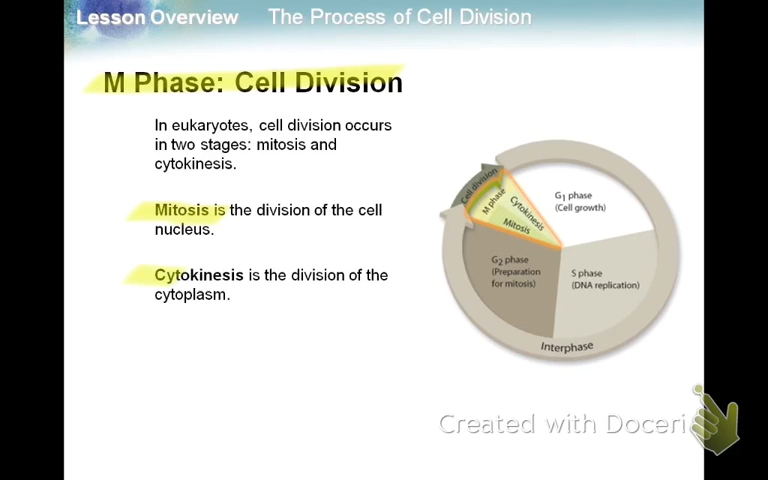 Lesson Overview The Process of Cell Division
M Phase: Cell Division
In eukaryotes, cell division occurs
in two stages: mitosis and
cytokinesis.
Mitosis is the division of the cell
nucleus.
Cytokinesis is the division of the
cytoplasm.
Cell division
M phase
Cytokinesis
Mitosis
G1 phase
(Cell growth)
G2 phase
(Preparation
for mitosis)
S phase
(DNA replication)
Interphase
Created with Doceri